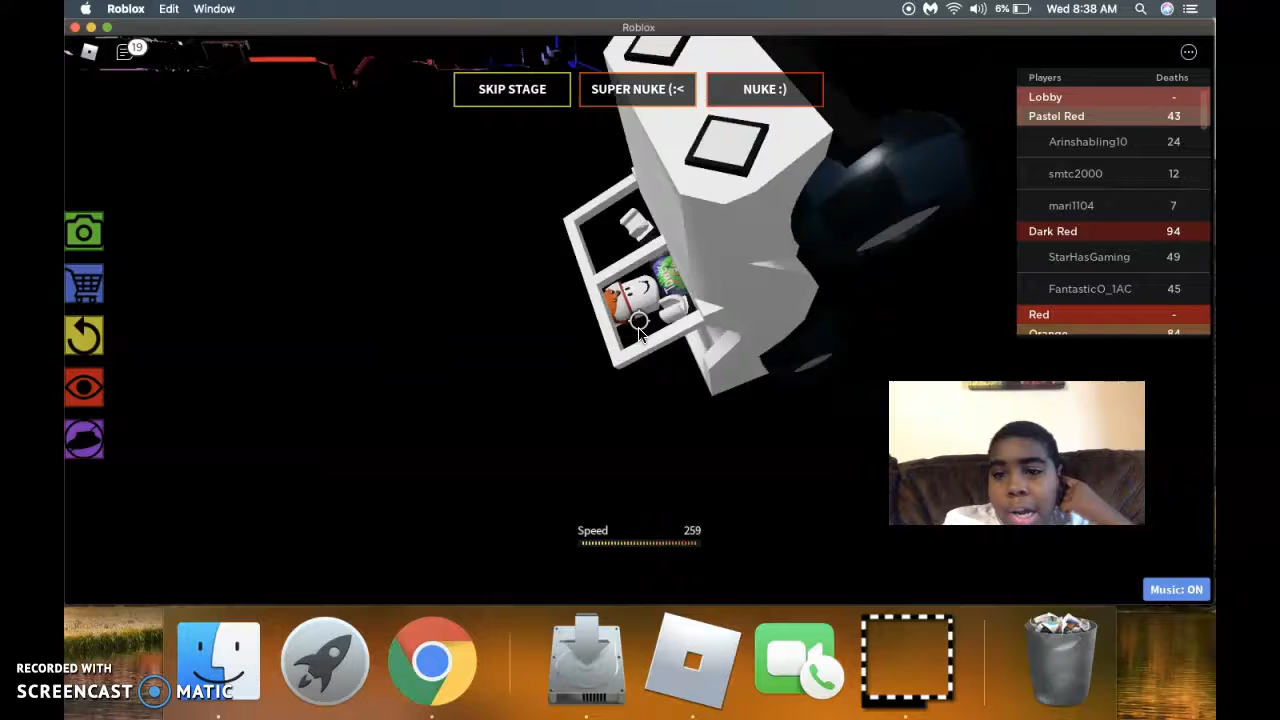 Roblox Edit Window
6% Wed 8:38 AM
Roblox
19
SKIP STAGE SUPER NUKE (:< NUKE :)
Players Deaths
Lobby -
Pastel Red 43
Arinshabling10 24
smtc2000 12
mari1104 7
Dark Red 94
StarHasGaming 49
FantasticO_1AC 45
Red -
Orange 84
Speed 259
Music: ON
RECORDED WITH
SCREENCAST MATIC